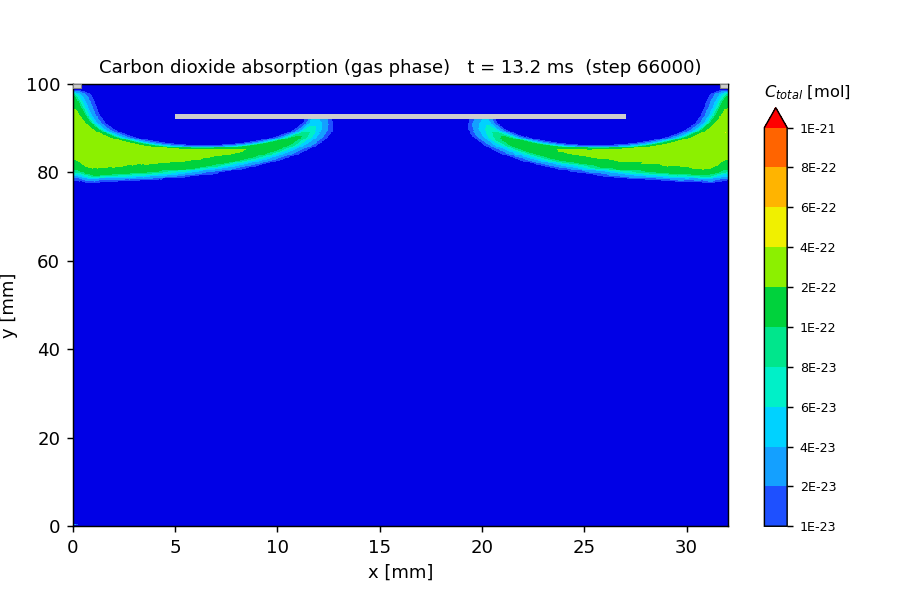 Carbon dioxide absorption (gas phase)   t = 13.2 ms  (step 66000)
100
80
60
40
20
0
y [mm]
0 5 10 15 20 25 30
x [mm]
C_total [mol]
1E-21
8E-22
6E-22
4E-22
2E-22
1E-22
8E-23
6E-23
4E-23
2E-23
1E-23